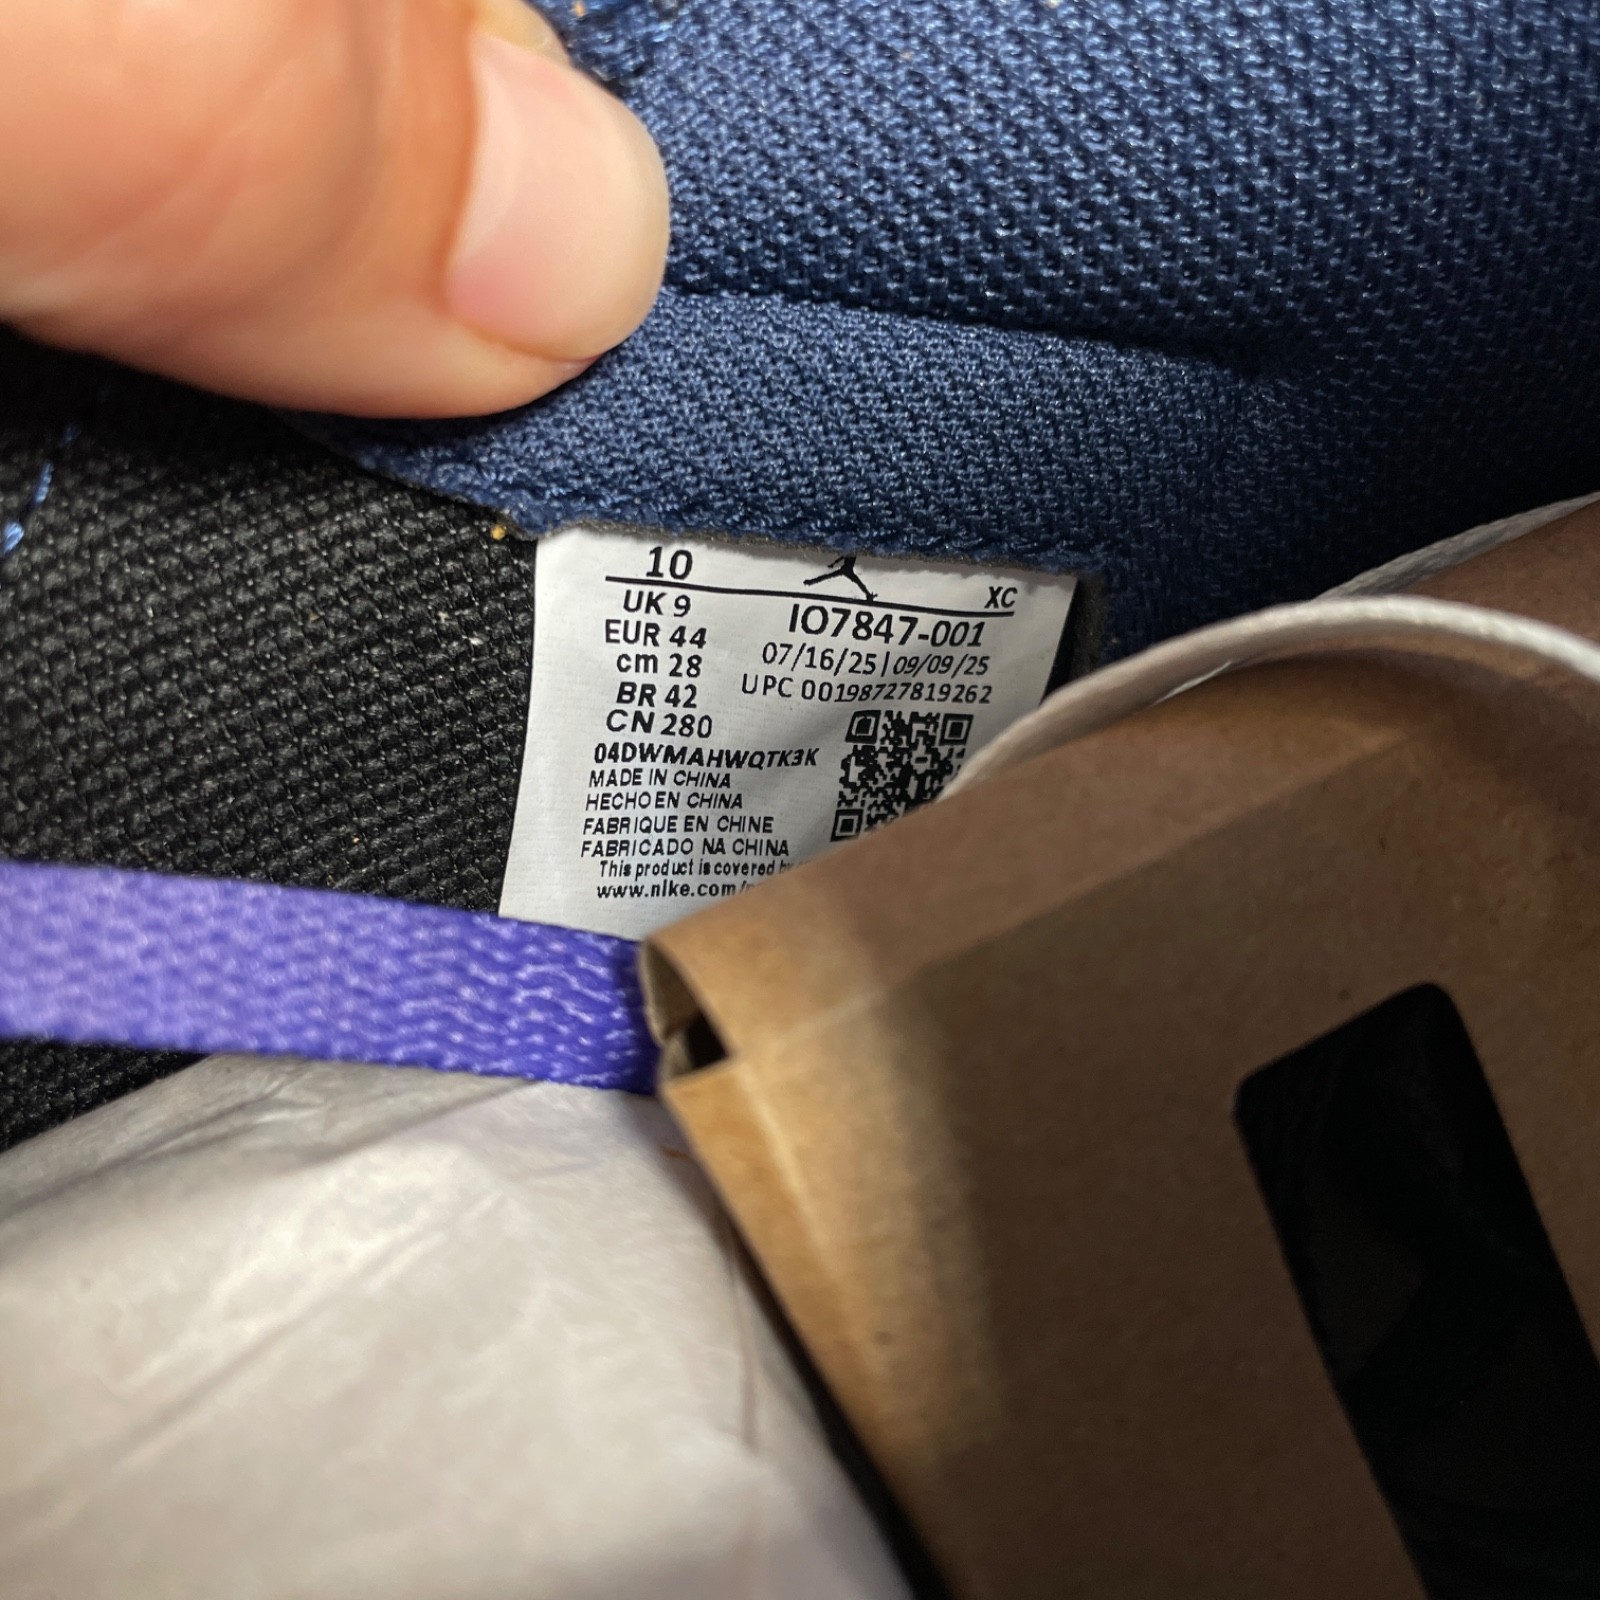 10 XC
UK 9
EUR 44
cm 28
BR 42
CN 280
IO7847-001
07/16/25 | 09/09/25
UPC 00198727819262
04DWMAHWQTK3K
MADE IN CHINA
HECHO EN CHINA
FABRIQUE EN CHINE
FABRICADO NA CHINA
This product is covered
www.nike.com/